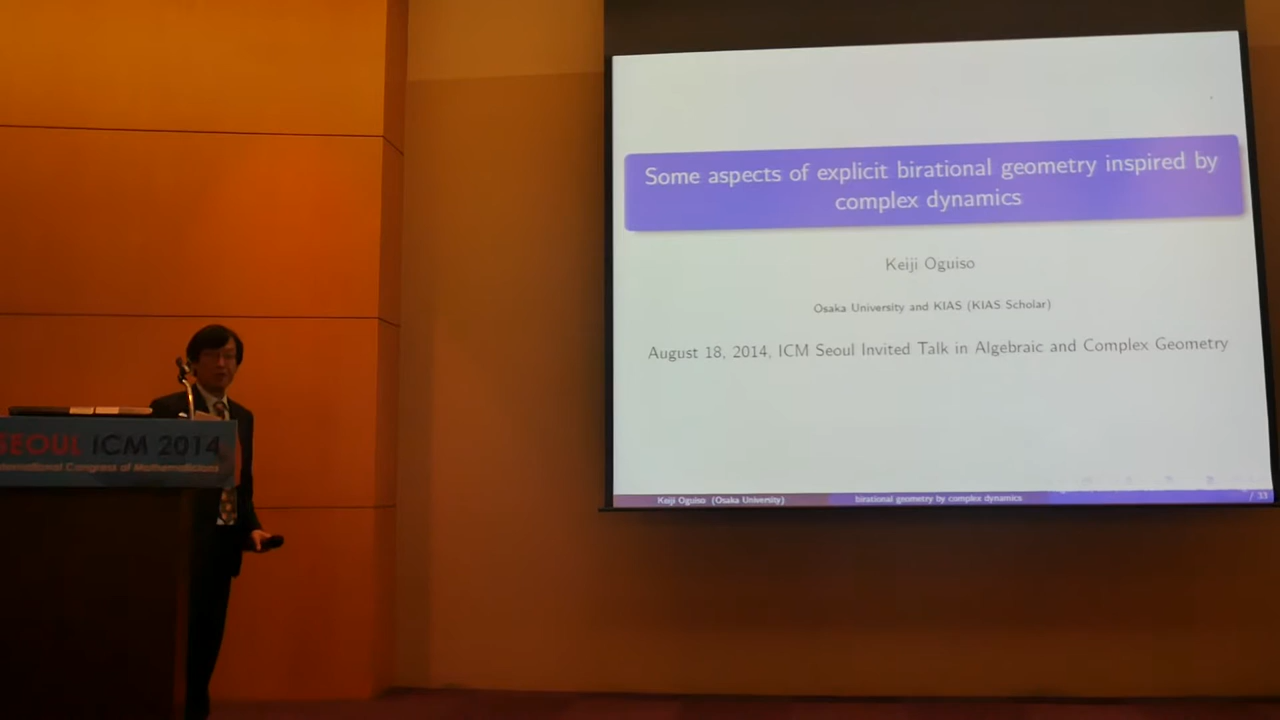 Some aspects of explicit birational geometry inspired by
complex dynamics
Keiji Oguiso
Osaka University and KIAS (KIAS Scholar)
August 18, 2014, ICM Seoul Invited Talk in Algebraic and Complex Geometry
Keiji Oguiso (Osaka University) birational geometry by complex dynamics / 33
SEOUL ICM 2014
International Congress of Mathematicians